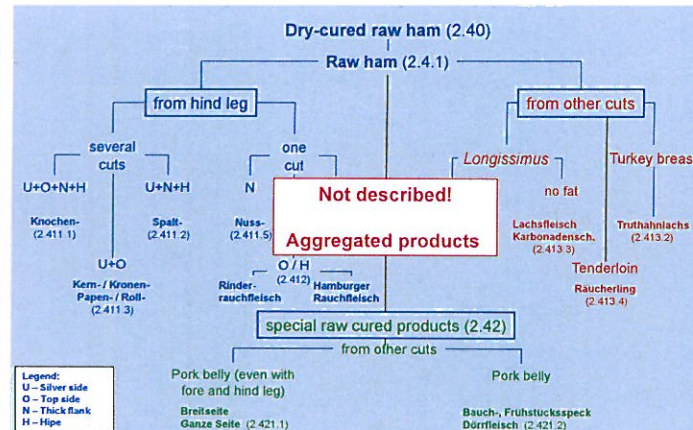 Dry-cured raw ham (2.40)
Raw ham (2.4.1)
from hind leg
from other cuts
several
cuts
one
cut
Longissimus
Turkey breas
U+O+N+H
U+N+H
N
no fat
Knochen-
(2.411.1)
Spalt-
(2.411.2)
Nuss-
(2.411.5)
Not described!
Aggregated products
Lachsfleisch
Karbonadensch.
(2.413.3)
Truthahnlachs
(2.413.2)
U+O
Kern- / Kronen-
Papen- / Roll-
(2.411.3)
O / H
(2.412)
Rinder-
rauchfleisch
Hamburger
Rauchfleisch
Tenderloin
Räucherling
(2.413.4)
special raw cured products (2.42)
from other cuts
Pork belly (even with
fore and hind leg)
Breitseite
Ganze Seite (2.421.1)
Pork belly
Bauch-, Frühstücksspeck
Dörrfleisch (2.421.2)
Legend:
U – Silver side
O – Top side
N – Thick flank
H – Hipe